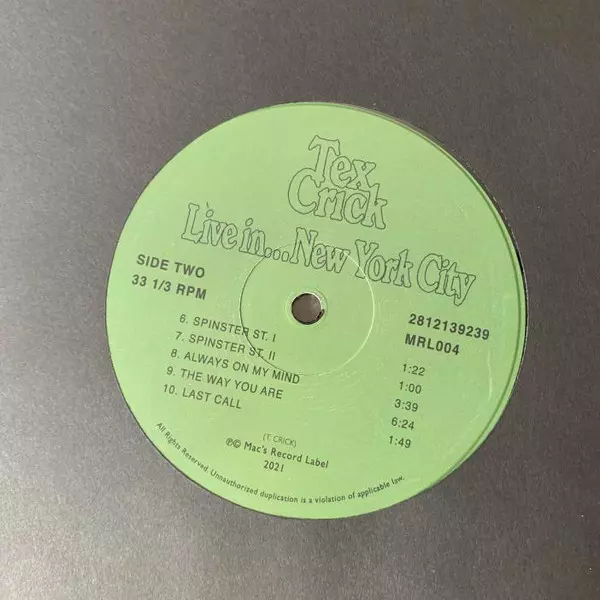 Tex
Crick
Live in...New York City
SIDE TWO
33 1/3 RPM
2812139239
MRL004
6. SPINSTER ST. I 1:22
7. SPINSTER ST. II 1:00
8. ALWAYS ON MY MIND 3:39
9. THE WAY YOU ARE 6:24
10. LAST CALL 1:49
(T. CRICK)
℗© Mac's Record Label
2021
All Rights Reserved. Unauthorized duplication is a violation of applicable law.